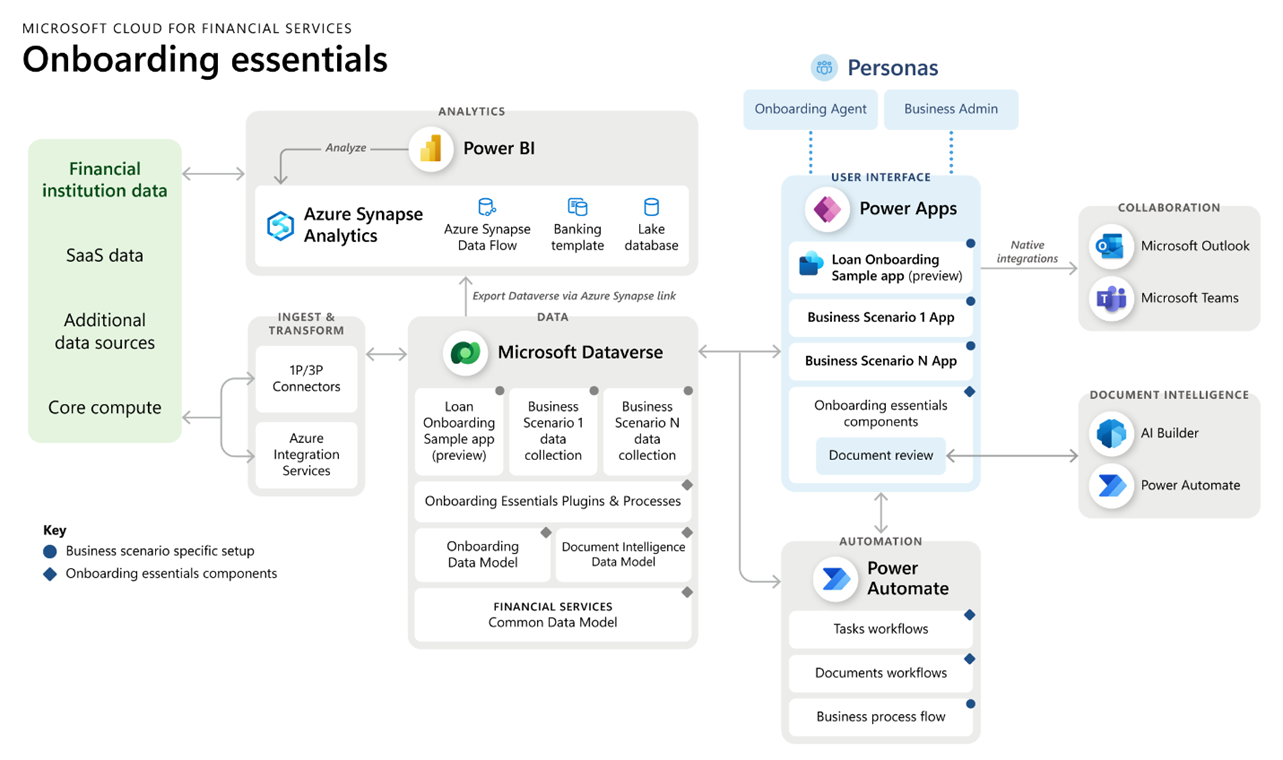 MICROSOFT CLOUD FOR FINANCIAL SERVICES
Onboarding essentials
Personas
Onboarding Agent
Business Admin
Financial
institution data
SaaS data
Additional
data sources
Core compute
ANALYTICS
Analyze
Power BI
Azure Synapse
Analytics
Azure Synapse
Data Flow
Banking
template
Lake
database
Export Dataverse via Azure Synapse link
INGEST &
TRANSFORM
1P/3P
Connectors
Azure
Integration
Services
DATA
Microsoft Dataverse
Loan
Onboarding
Sample app
(preview)
Business
Scenario 1
data
collection
Business
Scenario N
data
collection
Onboarding Essentials Plugins & Processes
Onboarding
Data Model
Document Intelligence
Data Model
FINANCIAL SERVICES
Common Data Model
USER INTERFACE
Power Apps
Loan Onboarding
Sample app (preview)
Business Scenario 1 App
Business Scenario N App
Onboarding essentials
components
Document review
Native
integrations
COLLABORATION
Microsoft Outlook
Microsoft Teams
DOCUMENT INTELLIGENCE
AI Builder
Power Automate
AUTOMATION
Power
Automate
Tasks workflows
Documents workflows
Business process flow
Key
Business scenario specific setup
Onboarding essentials components